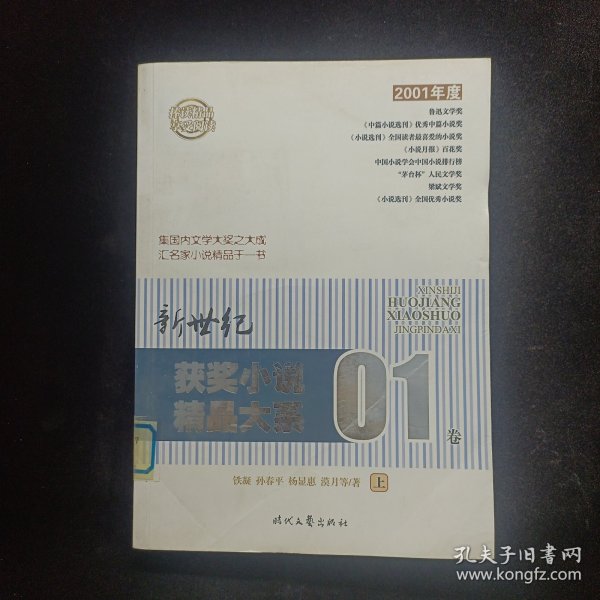 2001年度
鲁迅文学奖
《中篇小说选刊》优秀中篇小说奖
《小说选刊》全国读者最喜爱的小说奖
《小说月报》百花奖
中国小说学会中国小说排行榜
“茅台杯”人民文学奖
梁斌文学奖
《小说选刊》全国优秀小说奖
集国内文学大奖之大成
汇名家小说精品于一书
XINSHIJI
HUOJIANG
XIAOSHUO
JINGPINDAXI
新世纪
获奖小说
精品大系
01
卷
铁凝 孙春平 杨显惠 漠月等/著
上
时代文艺出版社
孔夫子旧书网
www.kongfz.com